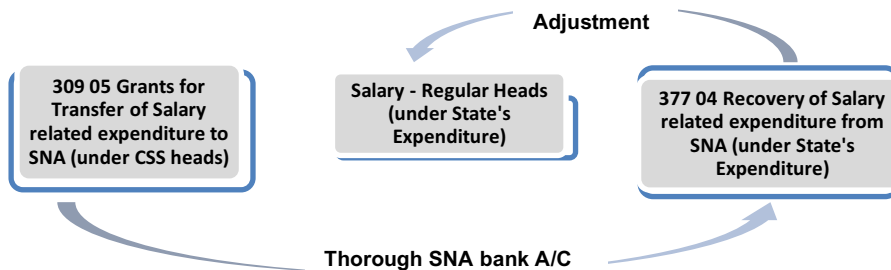 Adjustment
309 05 Grants for
Transfer of Salary
related expenditure to
SNA (under CSS heads)
Salary - Regular Heads
(under State's
Expenditure)
377 04 Recovery of Salary
related expenditure from
SNA (under State's
Expenditure)
Thorough SNA bank A/C